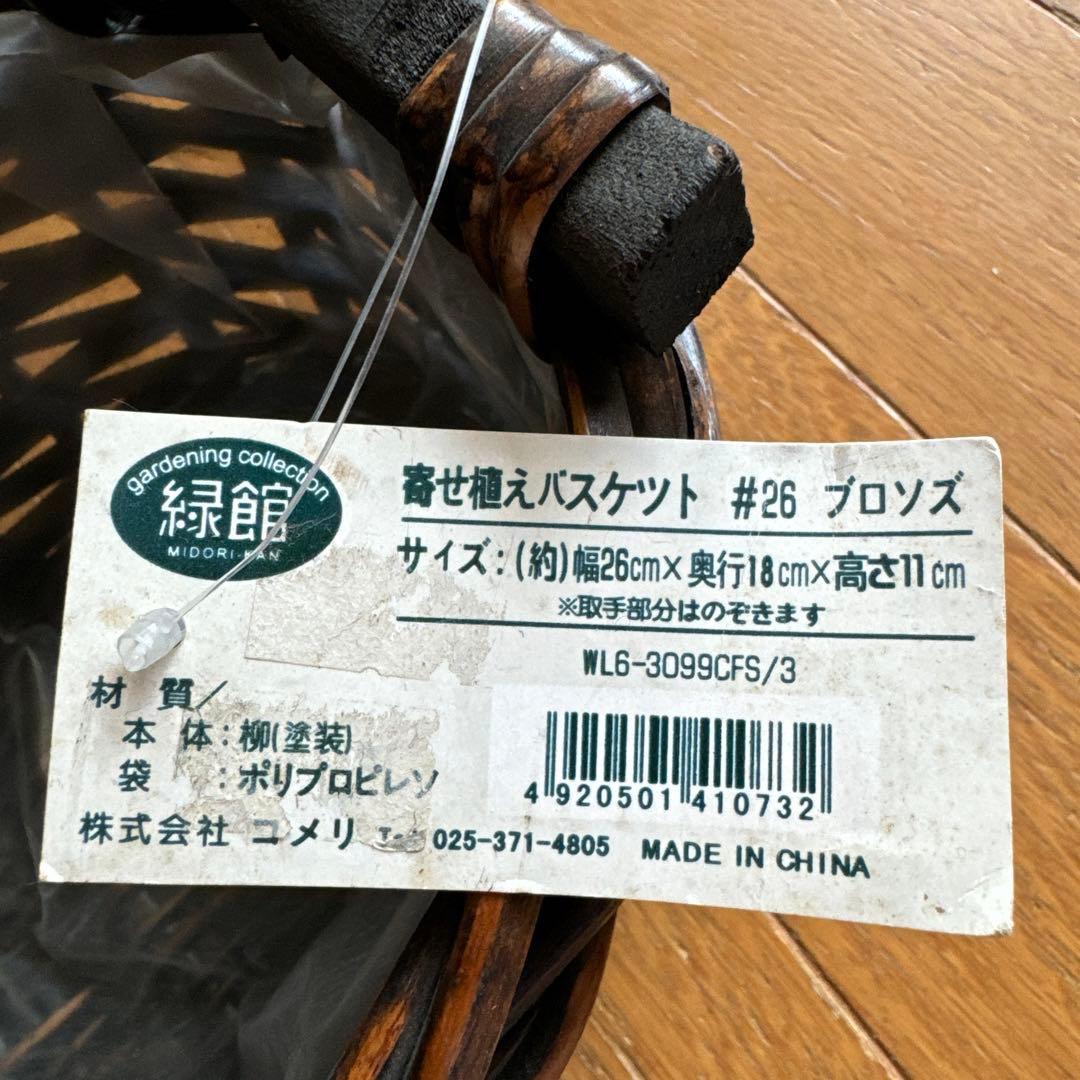 gardening collection
緑館
MIDORI-KAN
寄せ植えバスケツト #26 ブロソズ
サイズ:(約)幅26cm×奥行18cm×高さ11cm
※取手部分はのぞきます
WL6-3099CFS/3
材 質/
本 体:柳(塗装)
袋 :ポリプロピレソ
4920501410732
株式会社 コメリ Tel 025-371-4805 MADE IN CHINA